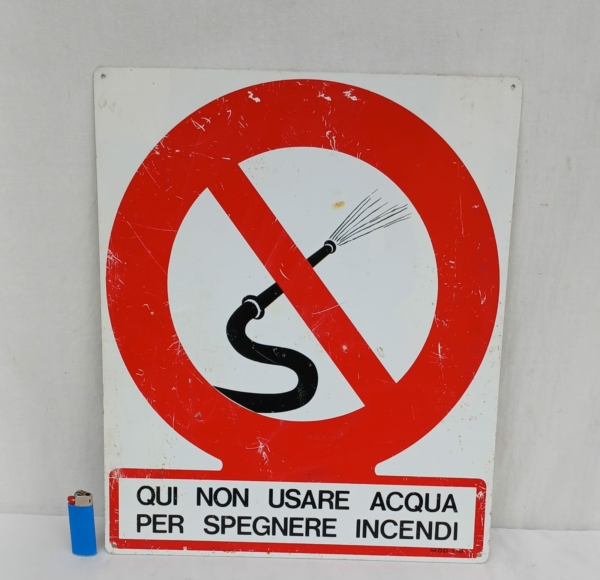 QUI NON USARE ACQUA
PER SPEGNERE INCENDI